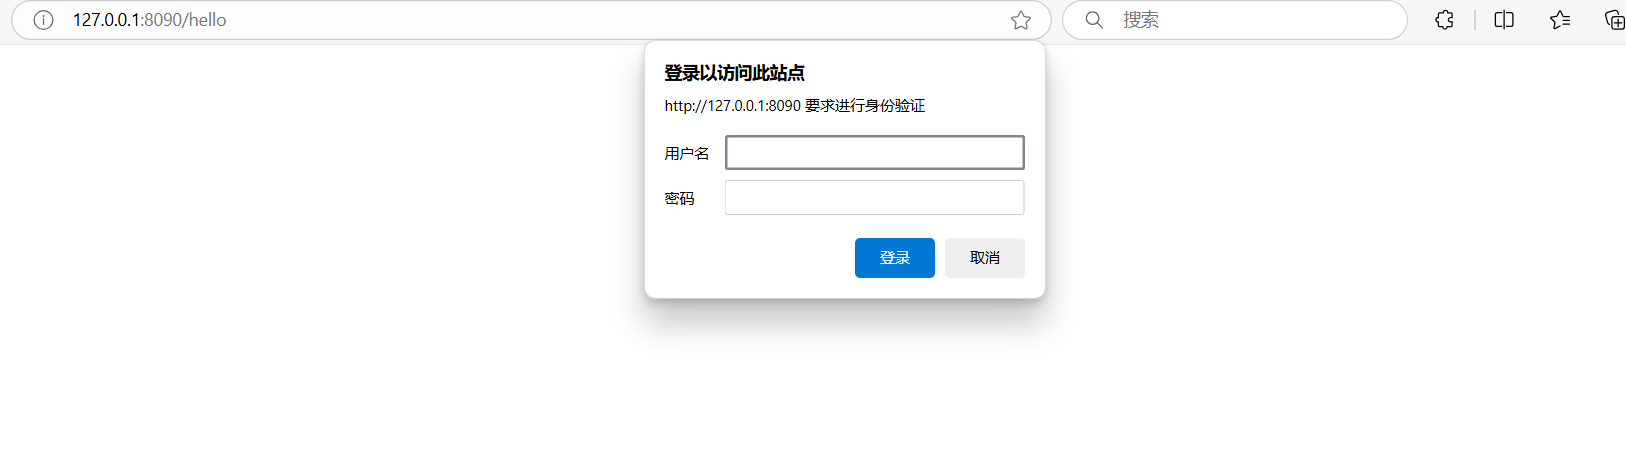 127.0.0.1:8090/hello
搜索
登录以访问此站点
http://127.0.0.1:8090 要求进行身份验证
用户名
密码
登录 取消